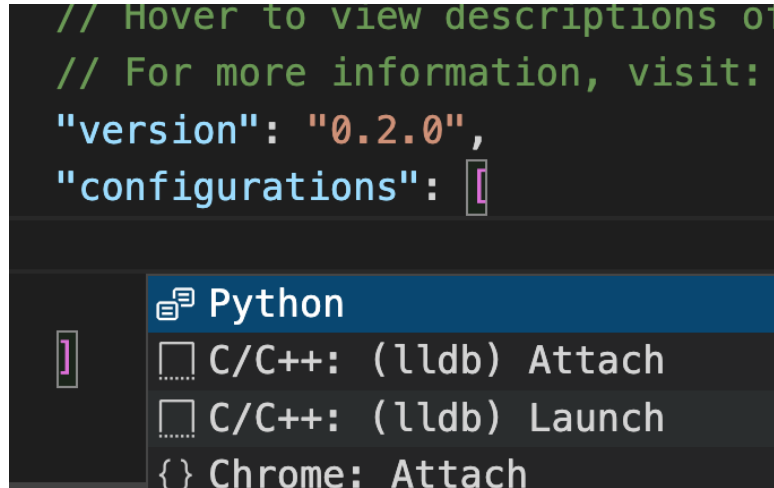 // Hover to view descriptions of
// For more information, visit:
"version": "0.2.0",
"configurations": [
Python
] C/C++: (lldb) Attach
C/C++: (lldb) Launch
{} Chrome: Attach